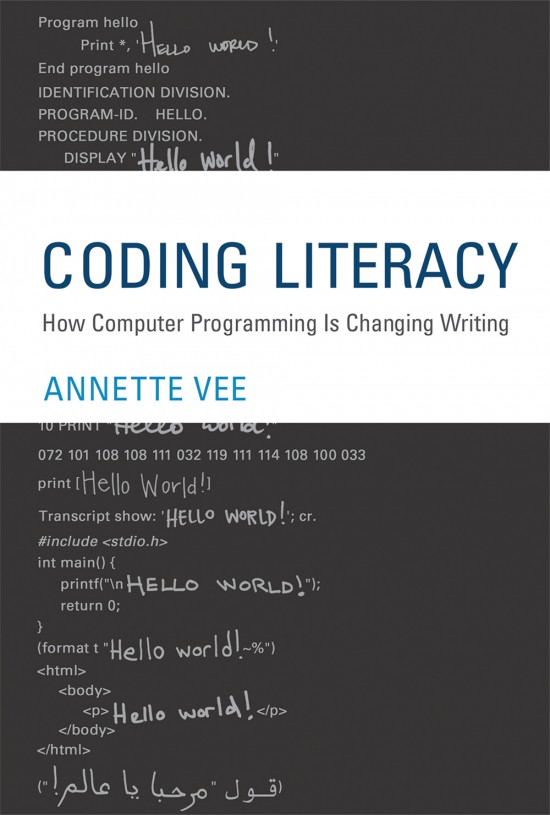 Program hello
Print *, 'HELLO WORLD!'
End program hello
IDENTIFICATION DIVISION.
PROGRAM-ID. HELLO.
PROCEDURE DIVISION.
DISPLAY "Hello World!"
CODING LITERACY
How Computer Programming Is Changing Writing
ANNETTE VEE
10 PRINT "Hello World!"
072 101 108 108 111 032 119 111 114 108 100 033
print [Hello World!]
Transcript show: 'HELLO WORLD!'; cr.
#include <stdio.h>
int main() {
printf("\n HELLO WORLD!");
return 0;
}
(format t "Hello world!~%")
<html>
<body>
<p>Hello world!</p>
</body>
</html>
(قول "مرحبا يا عالم!")